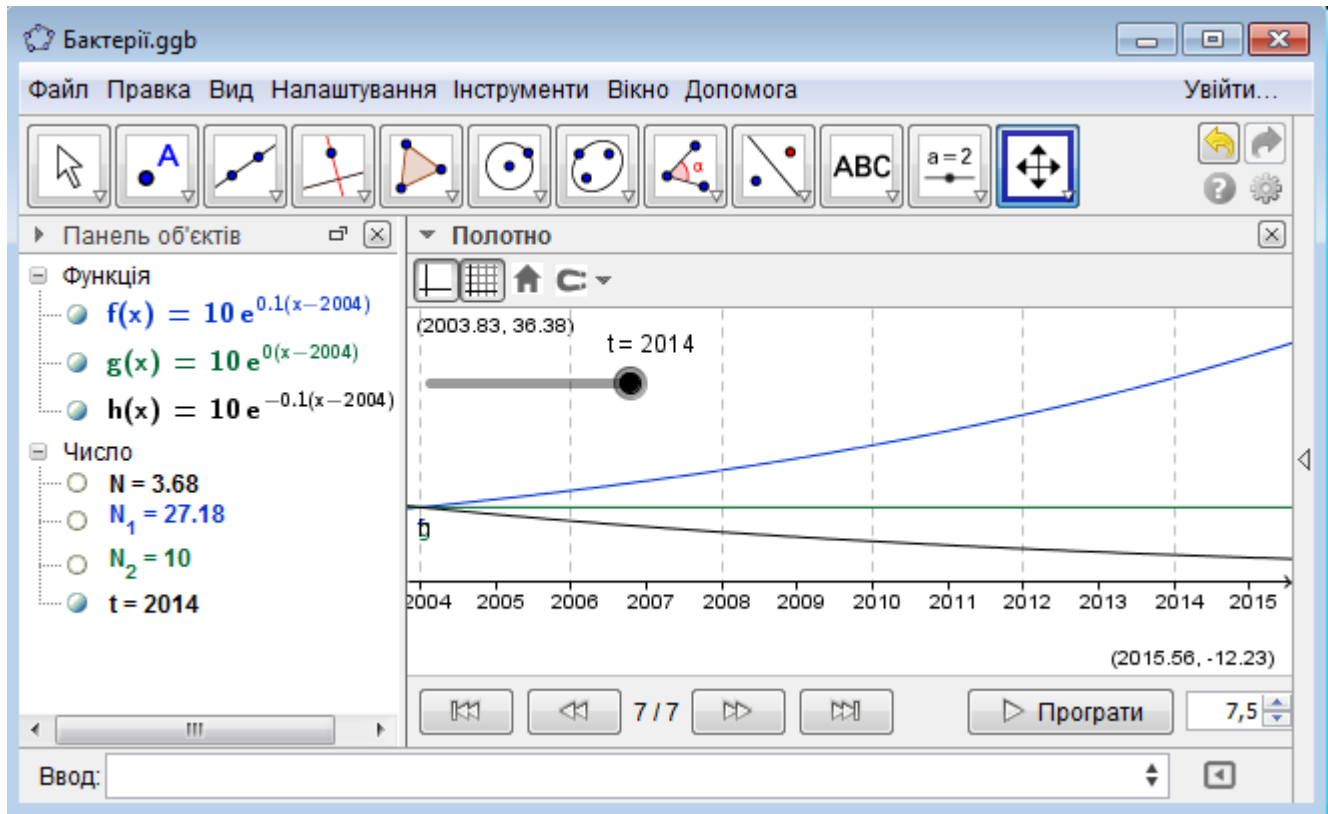 Бактерії.ggb
Файл Правка Вид Налаштування Інструменти Вікно Допомога Увійти...
A α ABC a = 2
Панель об'єктів
Полотно
Функція
f(x) = 10 e^0.1(x−2004)
g(x) = 10 e^0(x−2004)
h(x) = 10 e^−0.1(x−2004)
Число
N = 3.68
N_1 = 27.18
N_2 = 10
t = 2014
(2003.83, 36.38)
t = 2014
2004 2005 2006 2007 2008 2009 2010 2011 2012 2013 2014 2015
(2015.56, -12.23)
7 / 7 Програти 7,5
Ввод: